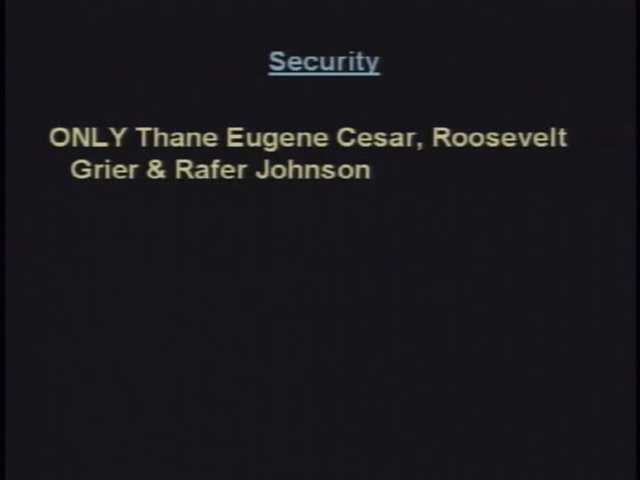 Security
ONLY Thane Eugene Cesar, Roosevelt
Grier & Rafer Johnson